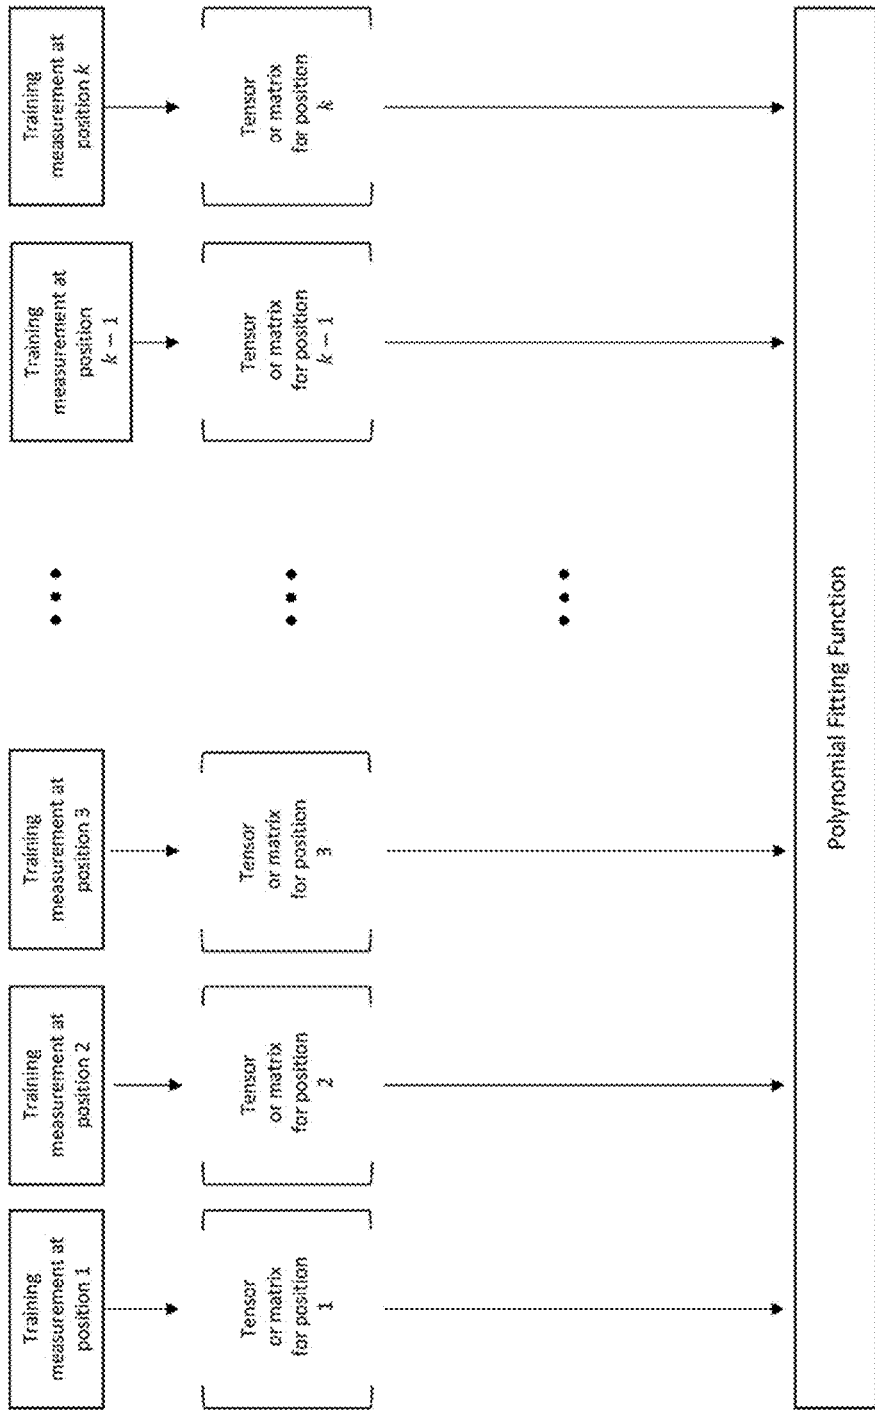 Training
measurement at
position 1
Training
measurement at
position 2
Training
measurement at
position 3
Training
measurement at
position
k − 1
Training
measurement at
position k
Tensor
or matrix
for position
1
Tensor
or matrix
for position
2
Tensor
or matrix
for position
3
Tensor
or matrix
for position
k − 1
Tensor
or matrix
for position
k
Polynomial Fitting Function